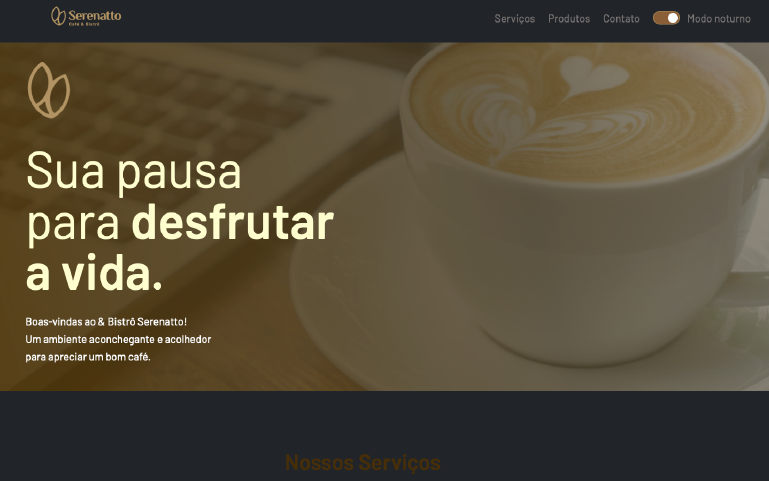 Serenatto
Café & Bistrô
Serviços Produtos Contato Modo noturno
Sua pausa
para desfrutar
a vida.
Boas-vindas ao & Bistrô Serenatto!
Um ambiente aconchegante e acolhedor
para apreciar um bom café.
Nossos Serviços